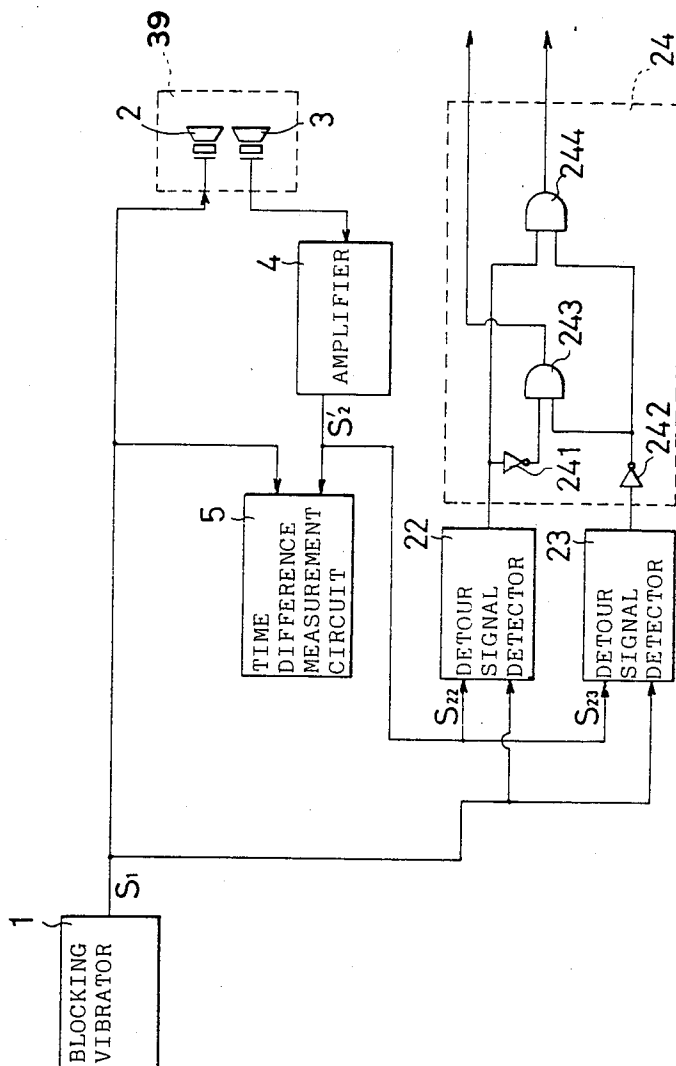 1
BLOCKING
VIBRATOR
S1
39
2
3
4
AMPLIFIER
S'2
5
TIME
DIFFERENCE
MEASUREMENT
CIRCUIT
22
DETOUR
SIGNAL
DETECTOR
S22
23
DETOUR
SIGNAL
DETECTOR
S23
24
241
242
243
244